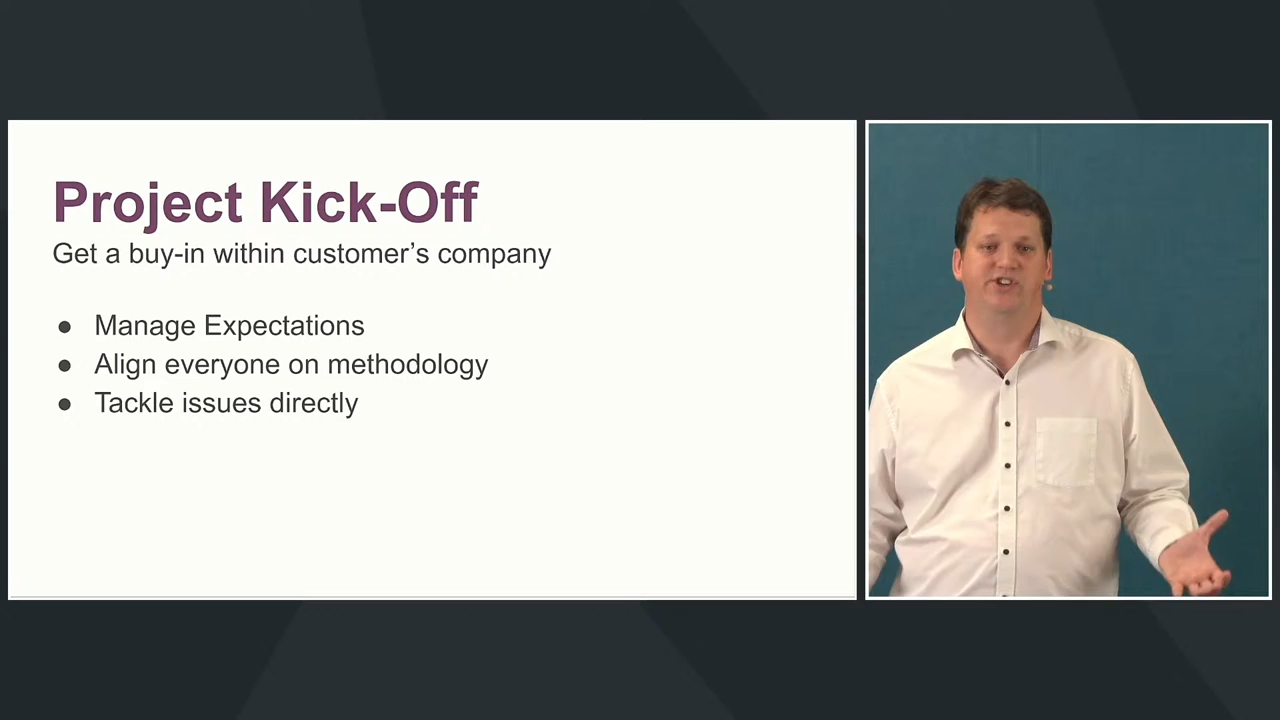 Project Kick-Off
Get a buy-in within customer’s company
● Manage Expectations
● Align everyone on methodology
● Tackle issues directly